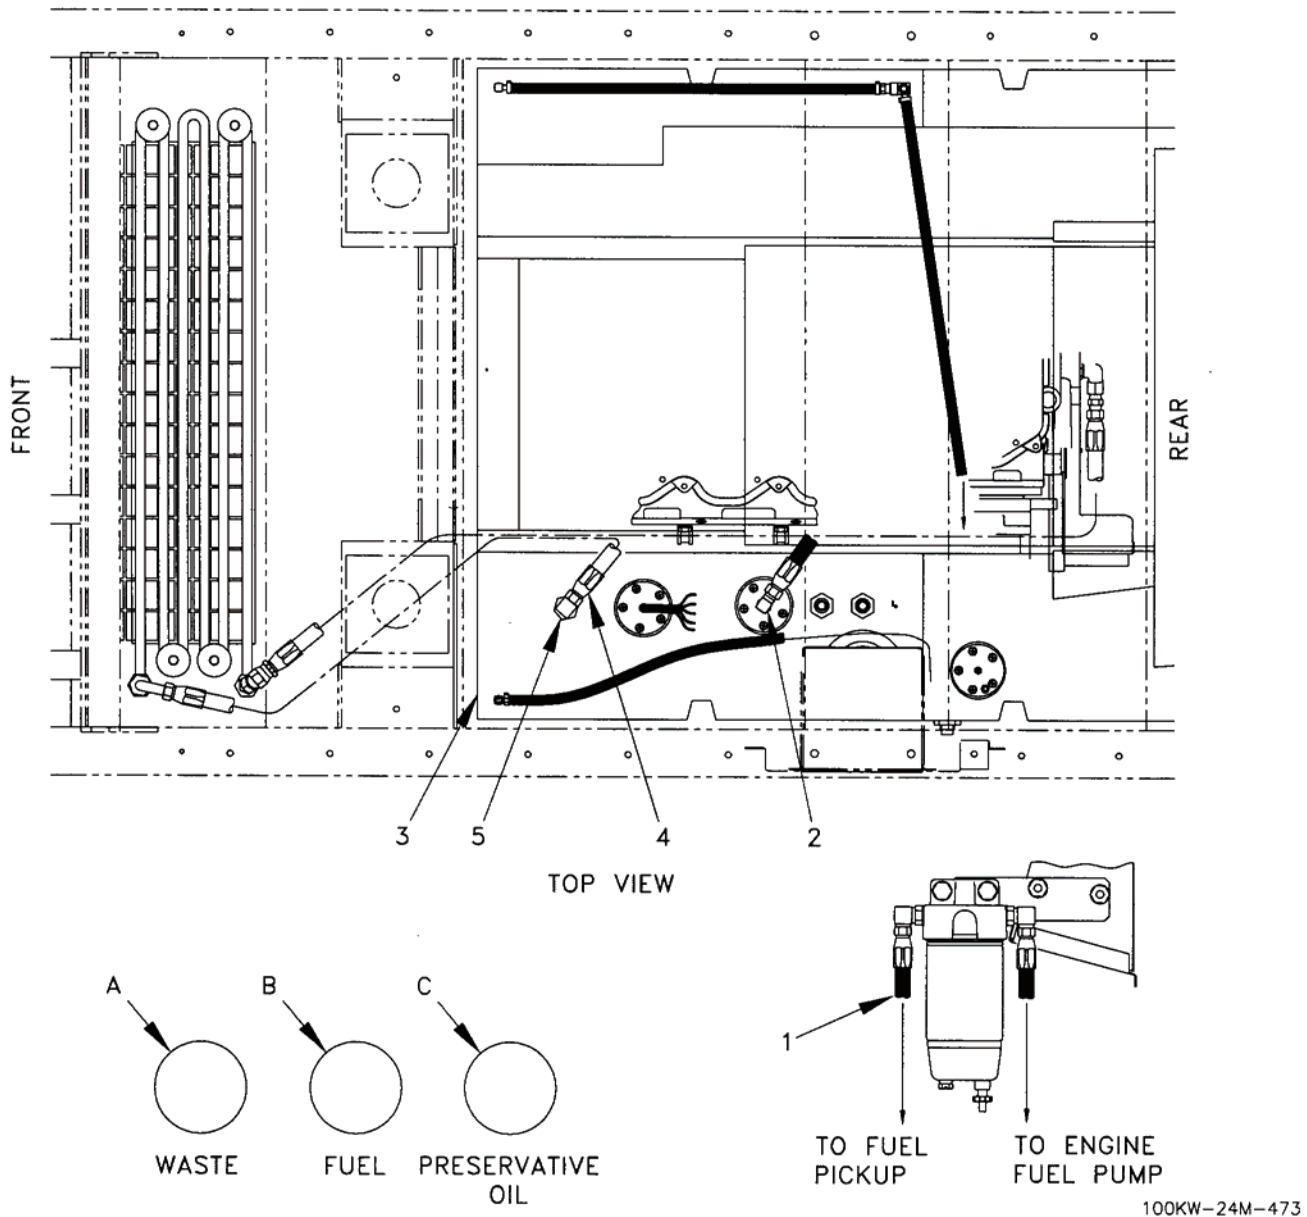 FRONT
REAR
3
5
4
2
TOP VIEW
A
B
C
1
WASTE
FUEL
PRESERVATIVE
OIL
TO FUEL
PICKUP
TO ENGINE
FUEL PUMP
100KW-24M-473